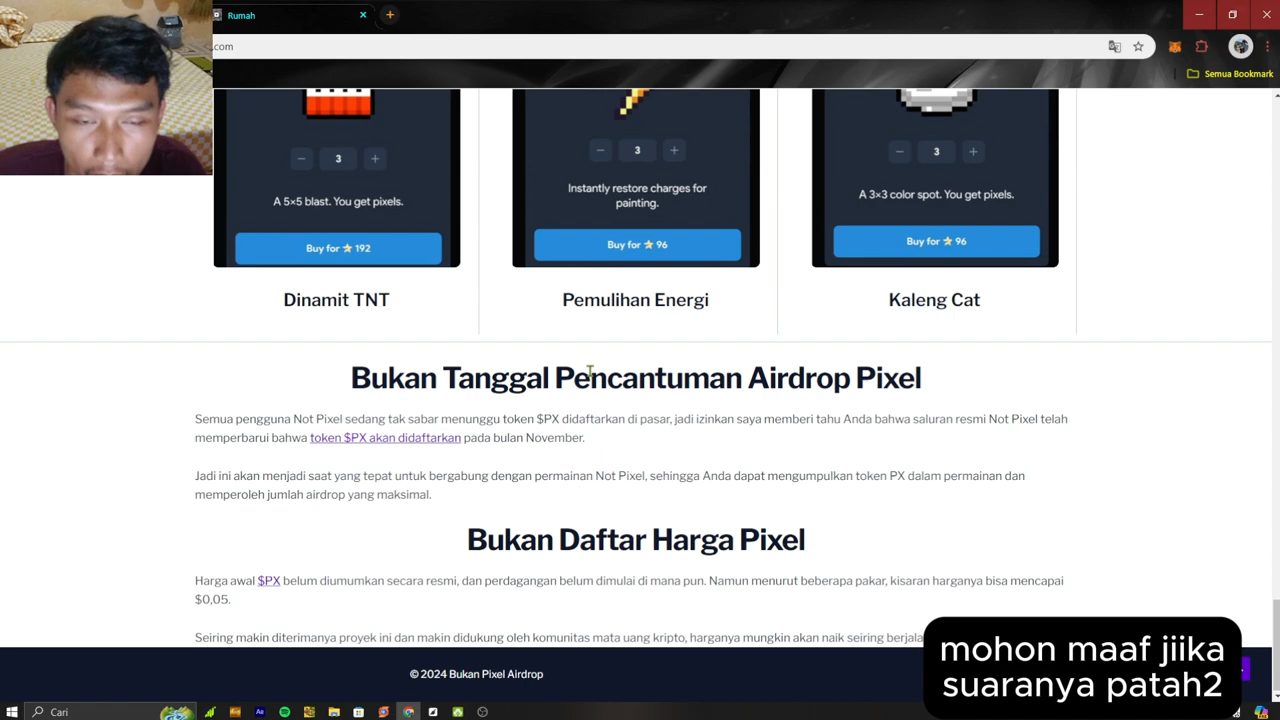 Rumah
.com
Semua Bookmark
3
3
3
A 5×5 blast. You get pixels.
Instantly restore charges for
painting.
A 3×3 color spot. You get pixels.
Buy for 192
Buy for 96
Buy for 96
Dinamit TNT
Pemulihan Energi
Kaleng Cat
Bukan Tanggal Pencantuman Airdrop Pixel
Semua pengguna Not Pixel sedang tak sabar menunggu token $PX didaftarkan di pasar, jadi izinkan saya memberi tahu Anda bahwa saluran resmi Not Pixel telah
memperbarui bahwa token $PX akan didaftarkan pada bulan November.
Jadi ini akan menjadi saat yang tepat untuk bergabung dengan permainan Not Pixel, sehingga Anda dapat mengumpulkan token PX dalam permainan dan
memperoleh jumlah airdrop yang maksimal.
Bukan Daftar Harga Pixel
Harga awal $PX belum diumumkan secara resmi, dan perdagangan belum dimulai di mana pun. Namun menurut beberapa pakar, kisaran harganya bisa mencapai
$0,05.
Seiring makin diterimanya proyek ini dan makin didukung oleh komunitas mata uang kripto, harganya mungkin akan naik seiring
mohon maaf jiika
suaranya patah2
© 2024 Bukan Pixel Airdrop
Cari